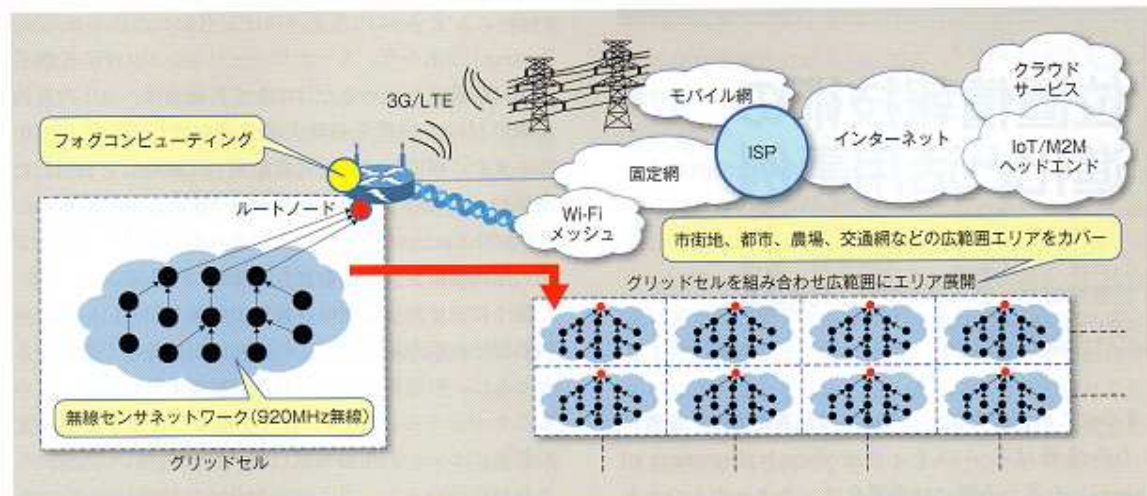 3G/LTE
フォグコンピューティング
モバイル網
クラウド
サービス
ISP
インターネット
IoT/M2M
ヘッドエンド
固定網
ルートノード
Wi-Fi
メッシュ
市街地、都市、農場、交通網などの広範囲エリアをカバー
グリッドセルを組み合わせ広範囲にエリア展開
無線センサネットワーク(920MHz無線)
グリッドセル